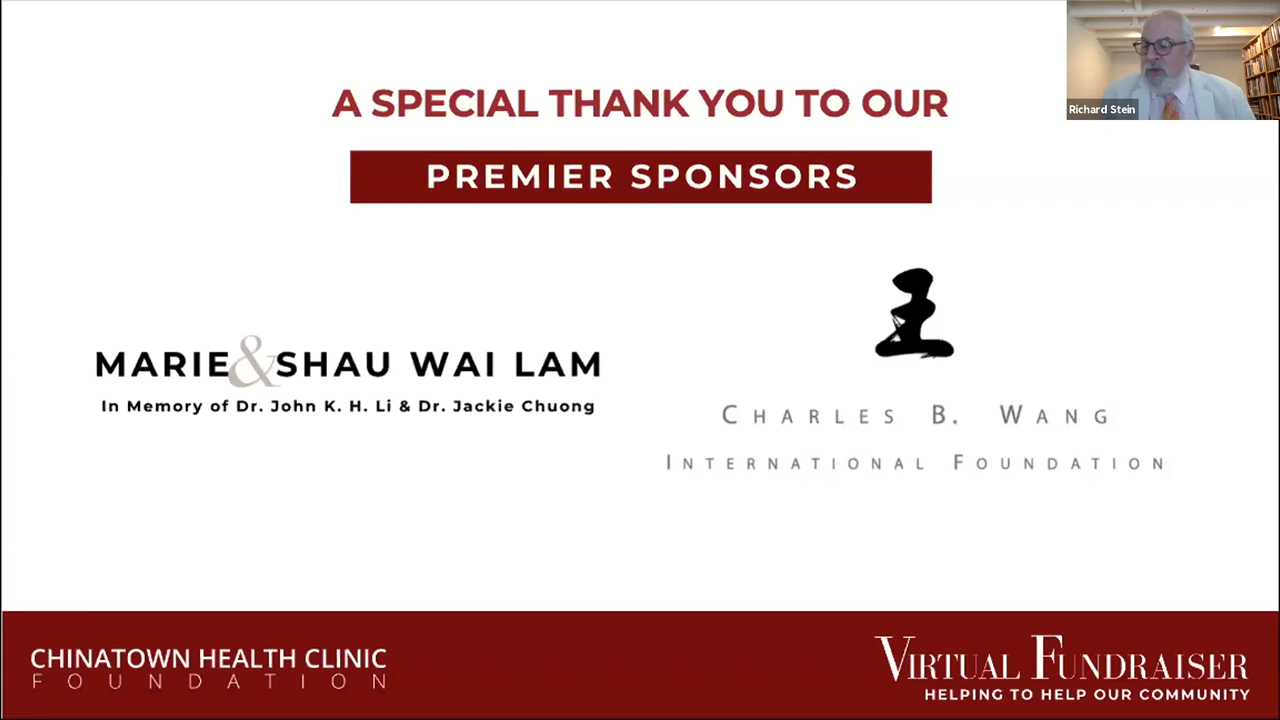 A SPECIAL THANK YOU TO OUR
PREMIER SPONSORS
Richard Stein
MARIE & SHAU WAI LAM
In Memory of Dr. John K. H. Li & Dr. Jackie Chuong
王
CHARLES B. WANG
INTERNATIONAL FOUNDATION
CHINATOWN HEALTH CLINIC
FOUNDATION
VIRTUAL FUNDRAISER
HELPING TO HELP OUR COMMUNITY